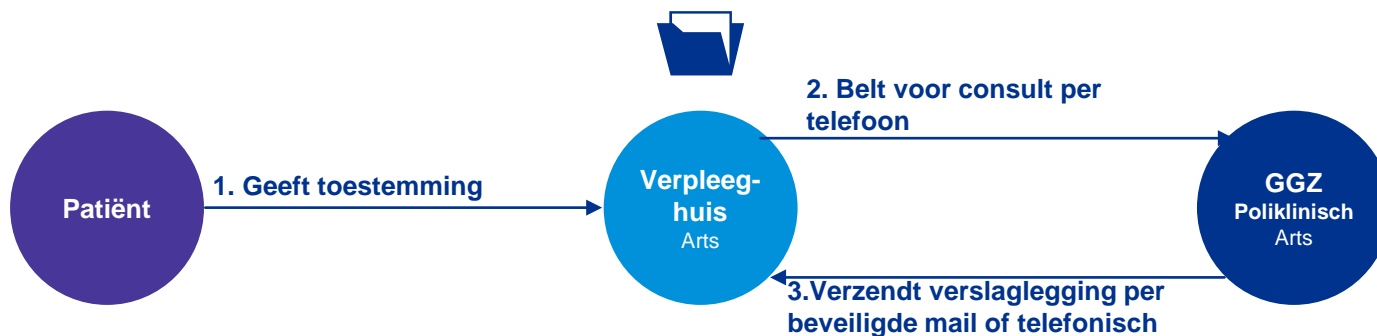 2. Belt voor consult per
telefoon
1. Geeft toestemming
Patiënt
Verpleeg-
huis
Arts
GGZ
Poliklinisch
Arts
3.Verzendt verslaglegging per
beveiligde mail of telefonisch